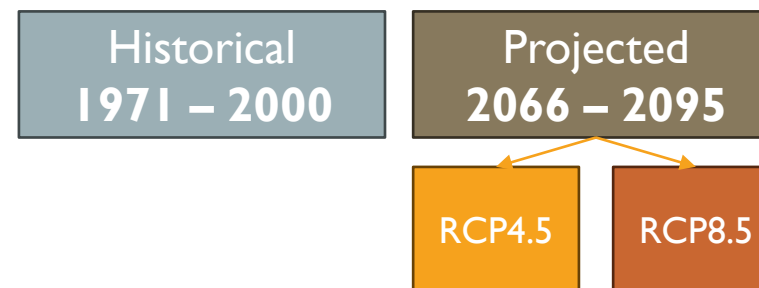 Historical
1971 – 2000
Projected
2066 – 2095
RCP4.5
RCP8.5